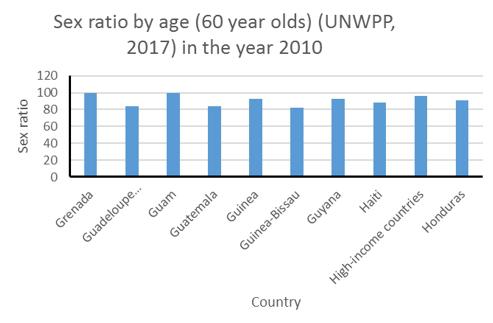 Sex ratio by age (60 year olds) (UNWPP,
2017) in the year 2010
120
100
80
60
40
20
0
Sex ratio
Grenada
Guadeloupe...
Guam
Guatemala
Guinea
Guinea-Bissau
Guyana
Haiti
High-income countries
Honduras
Country